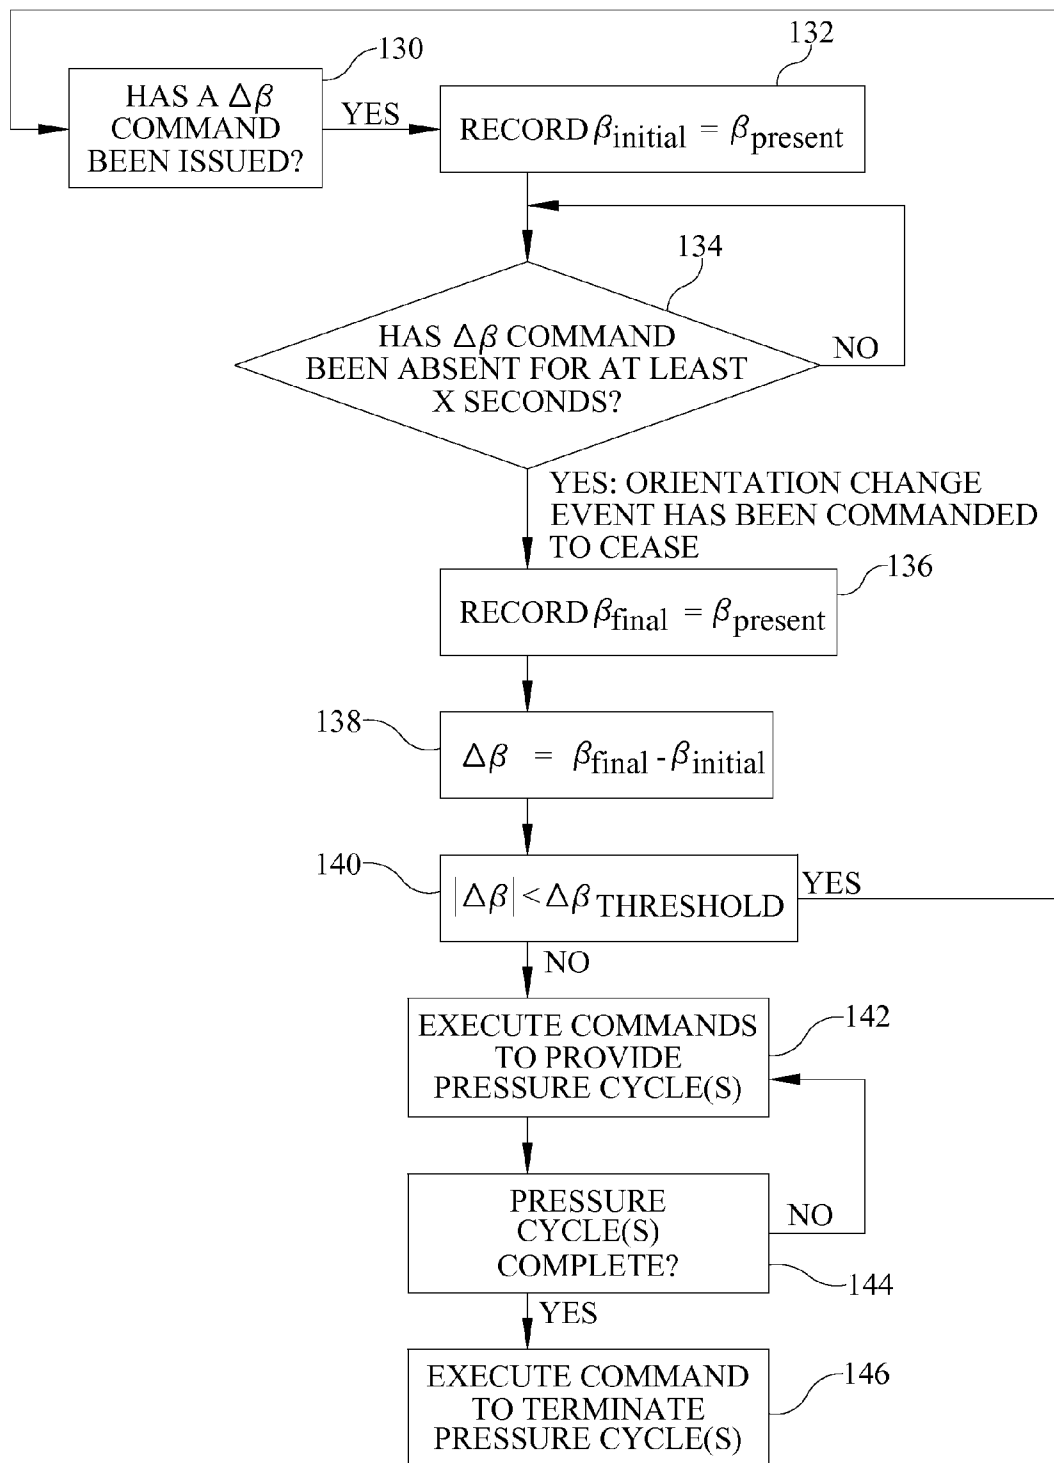 130
HAS A Δβ
COMMAND
BEEN ISSUED?
YES
132
RECORD βinitial = βpresent
134
HAS Δβ COMMAND
BEEN ABSENT FOR AT LEAST
X SECONDS?
NO
YES: ORIENTATION CHANGE
EVENT HAS BEEN COMMANDED
TO CEASE
136
RECORD βfinal = βpresent
138
Δβ = βfinal - βinitial
140
|Δβ| < Δβ THRESHOLD
YES
NO
142
EXECUTE COMMANDS
TO PROVIDE
PRESSURE CYCLE(S)
PRESSURE
CYCLE(S)
COMPLETE?
NO
144
YES
EXECUTE COMMAND
TO TERMINATE
PRESSURE CYCLE(S)
146